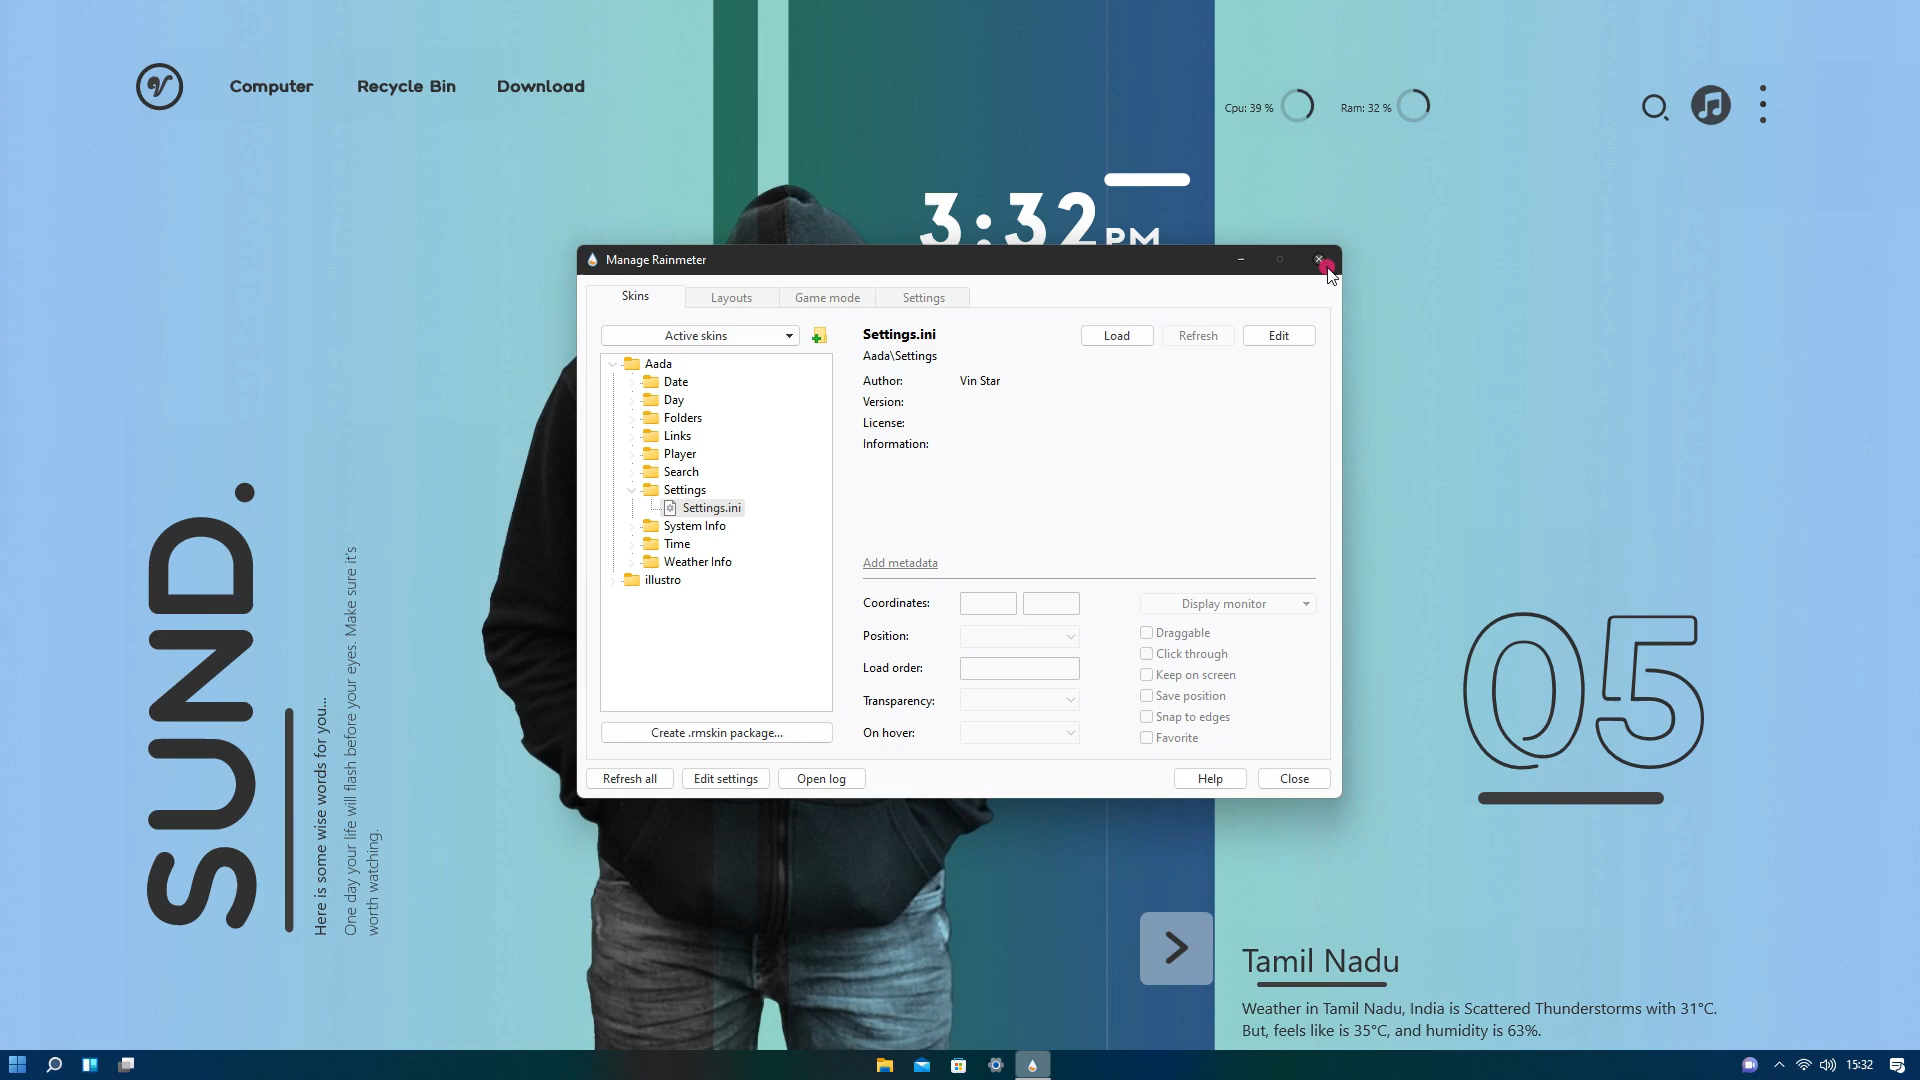 Computer
Recycle Bin
Download
Cpu: 39 %
Ram: 32 %
3:32 PM
Manage Rainmeter
Skins
Layouts
Game mode
Settings
Active skins
Aada
Date
Day
Folders
Links
Player
Search
Settings
Settings.ini
System Info
Time
Weather Info
illustro
Create .rmskin package...
Settings.ini
Aada\Settings
Load
Refresh
Edit
Author: Vin Star
Version:
License:
Information:
Add metadata
Coordinates:
Position:
Load order:
Transparency:
On hover:
Display monitor
Draggable
Click through
Keep on screen
Save position
Snap to edges
Favorite
Refresh all
Edit settings
Open log
Help
Close
SUND.
Here is some wise words for you...
One day your life will flash before your eyes. Make sure it's
worth watching.
05
Tamil Nadu
Weather in Tamil Nadu, India is Scattered Thunderstorms with 31°C.
But, feels like is 35°C, and humidity is 63%.
15:32